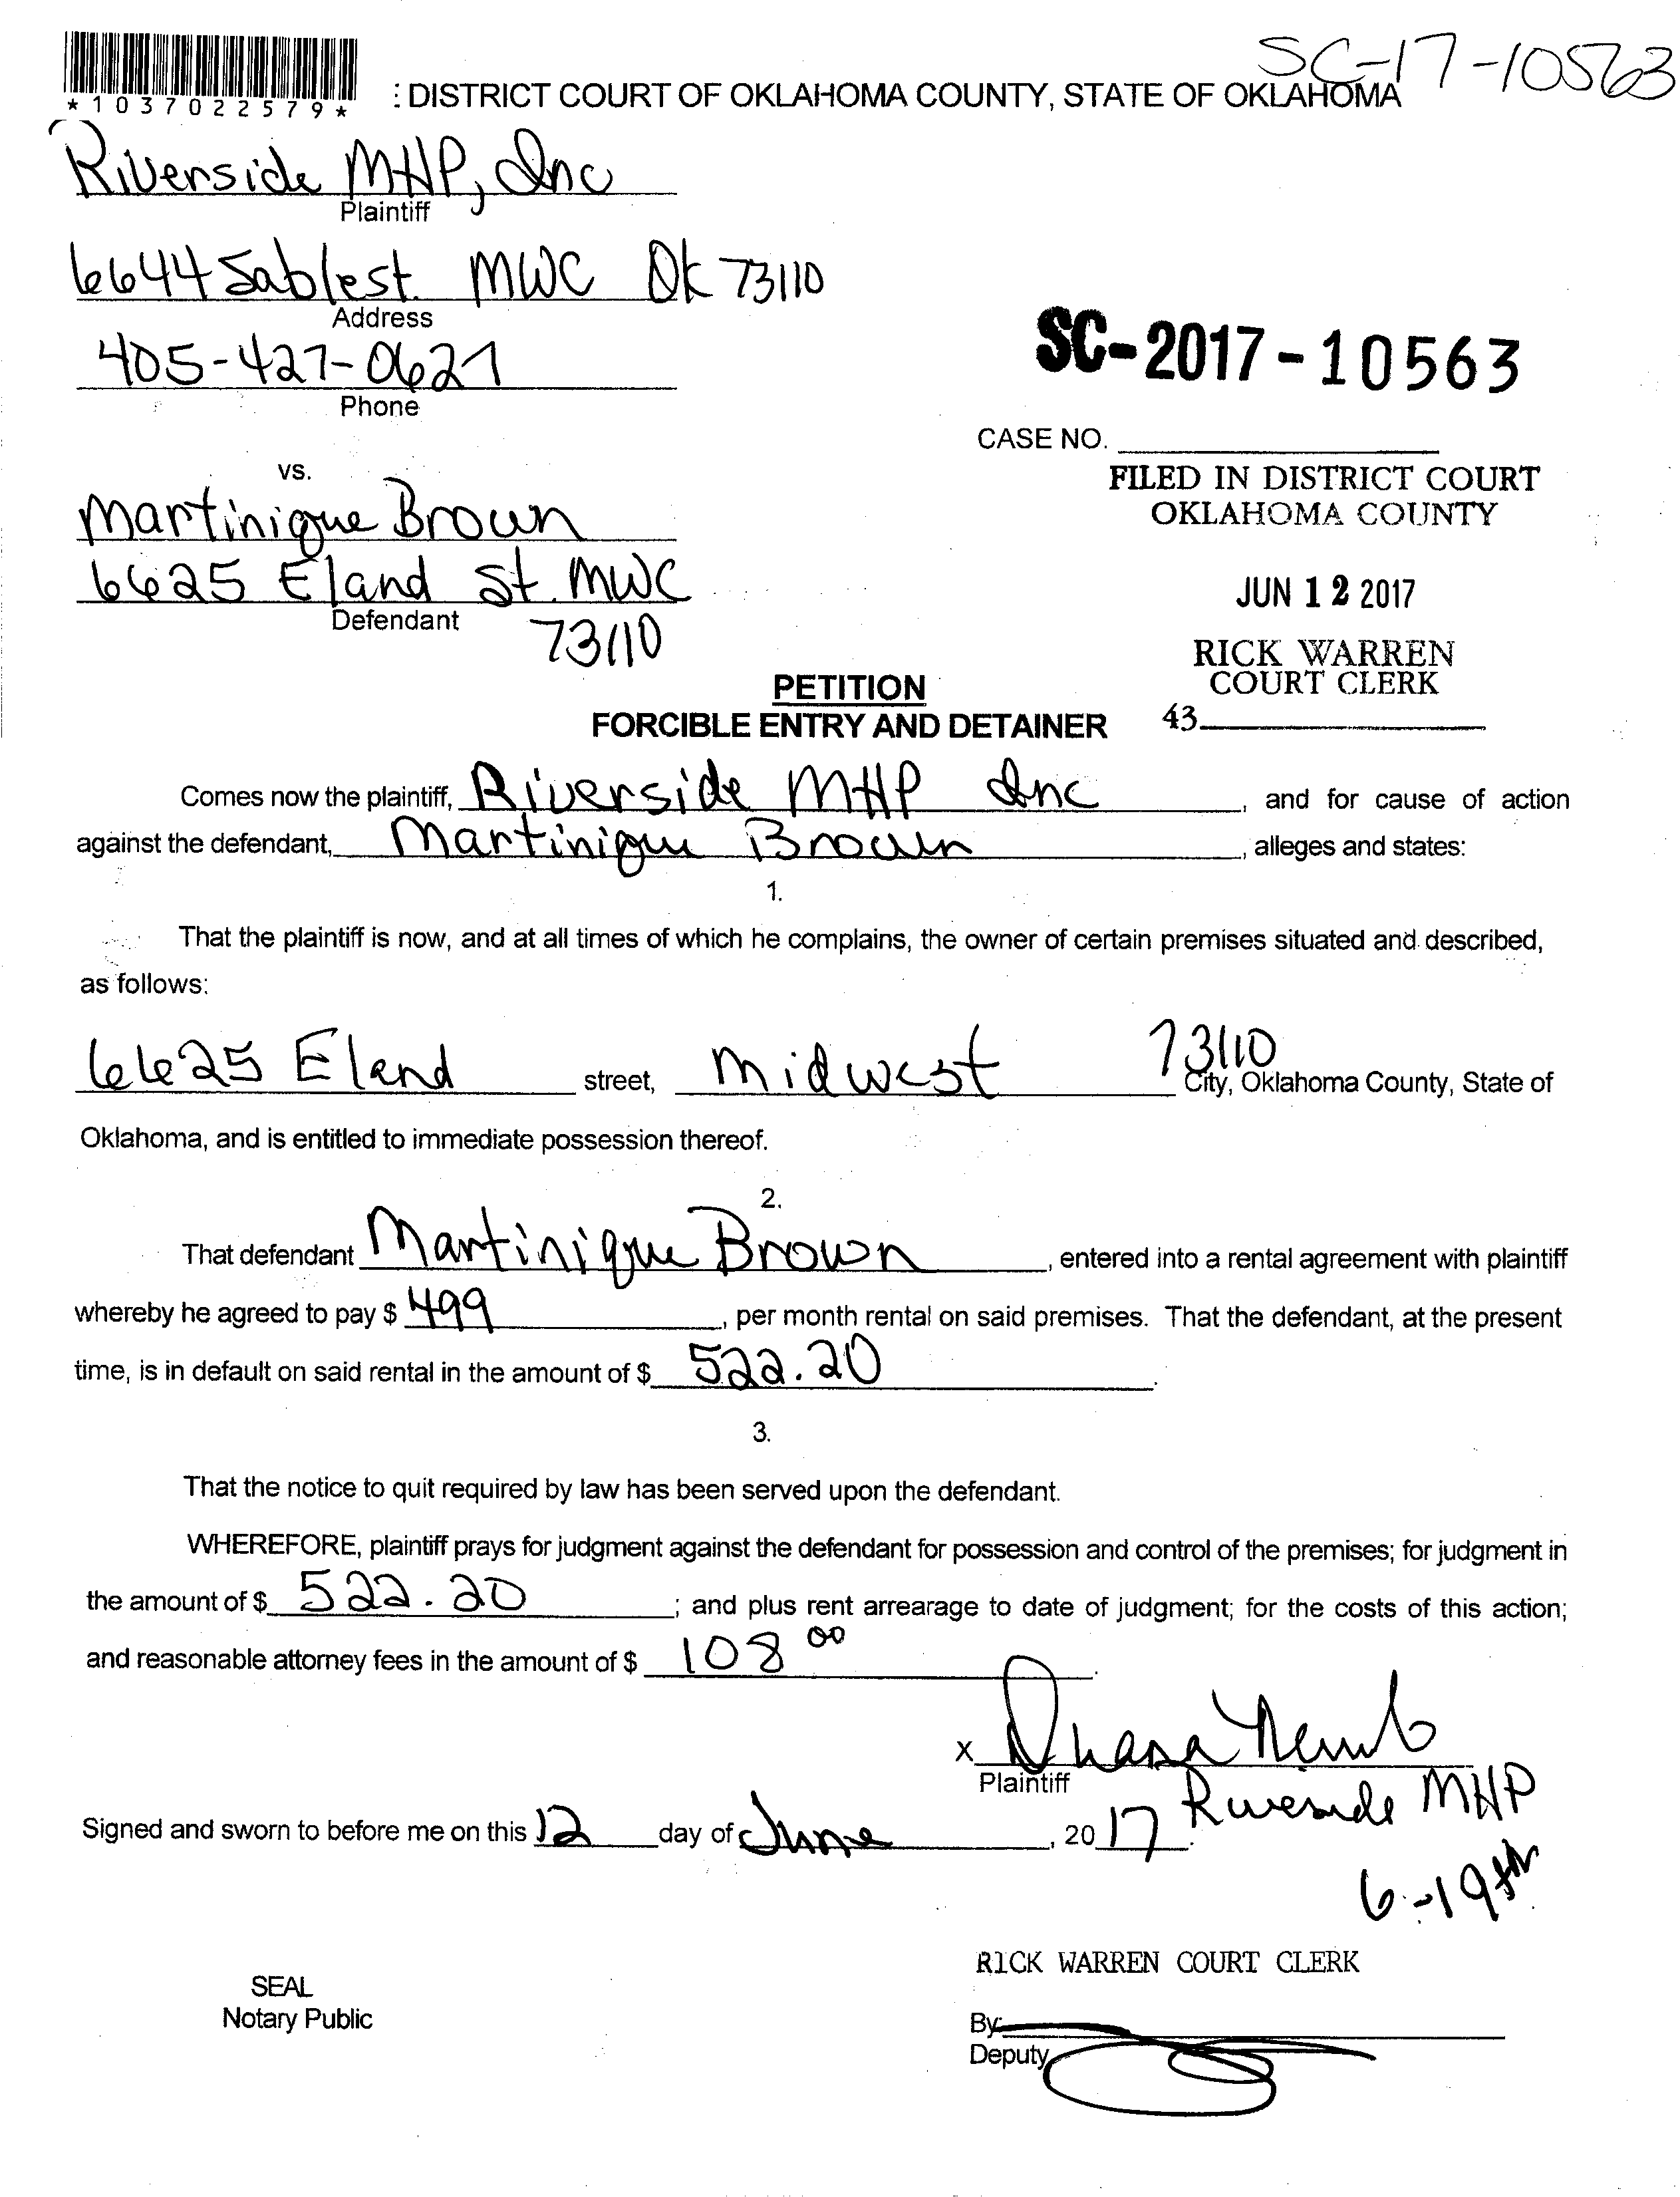 SC-17-10563
*1037022579*
: DISTRICT COURT OF OKLAHOMA COUNTY, STATE OF OKLAHOMA
Riverside MHP, Inc
Plaintiff
6644 Sable st. MWC Ok 73110
Address
405-427-0621
Phone
SC-2017-10563
CASE NO.
vs.
FILED IN DISTRICT COURT
OKLAHOMA COUNTY
Martinique Brown
6625 Eland St. MWC
Defendant
73110
JUN 12 2017
RICK WARREN
COURT CLERK
43
PETITION
FORCIBLE ENTRY AND DETAINER
Comes now the plaintiff, Riverside MHP Inc, and for cause of action
against the defendant, Martinique Brown, alleges and states:
1.
That the plaintiff is now, and at all times of which he complains, the owner of certain premises situated and described,
as follows:
6625 Eland street, Midwest 73110 City, Oklahoma County, State of
Oklahoma, and is entitled to immediate possession thereof.
2.
That defendant Martinique Brown, entered into a rental agreement with plaintiff
whereby he agreed to pay $ 499, per month rental on said premises. That the defendant, at the present
time, is in default on said rental in the amount of $ 522.20.
3.
That the notice to quit required by law has been served upon the defendant.
WHEREFORE, plaintiff prays for judgment against the defendant for possession and control of the premises; for judgment in
the amount of $ 522.20; and plus rent arrearage to date of judgment; for the costs of this action;
and reasonable attorney fees in the amount of $ 108 00.
X
Plaintiff
Riverside MHP
Signed and sworn to before me on this 12 day of June, 2017.
6-19th
RICK WARREN COURT CLERK
SEAL
Notary Public
By:
Deputy